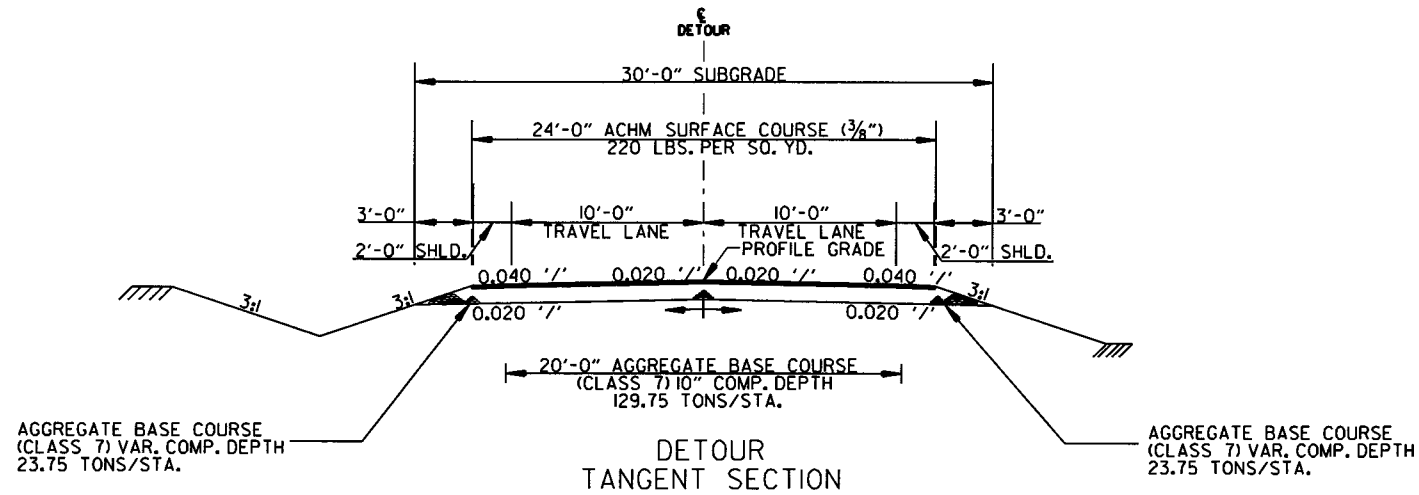 ℄
DETOUR
30'-0" SUBGRADE
24'-0" ACHM SURFACE COURSE (3/8")
220 LBS. PER SQ. YD.
3'-0"
10'-0"
10'-0"
3'-0"
TRAVEL LANE
TRAVEL LANE
2'-0" SHLD.
PROFILE GRADE
2'-0" SHLD.
0.040 '/'
0.020 '/'
0.020 '/'
0.040 '/'
3:1
3:1
3:1
0.020 '/'
0.020 '/'
20'-0" AGGREGATE BASE COURSE
(CLASS 7) 10" COMP. DEPTH
129.75 TONS/STA.
AGGREGATE BASE COURSE
(CLASS 7) VAR. COMP. DEPTH
23.75 TONS/STA.
AGGREGATE BASE COURSE
(CLASS 7) VAR. COMP. DEPTH
23.75 TONS/STA.
DETOUR
TANGENT SECTION